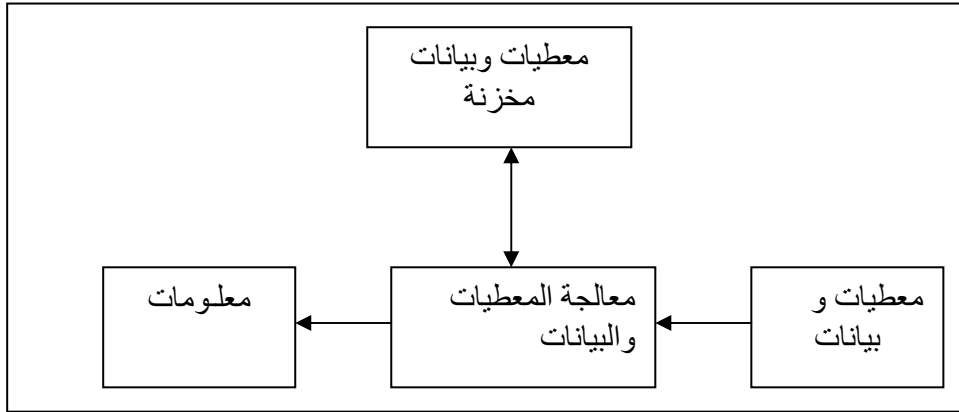 معطيات وبيانات
مخزنة
معطيات و
بيانات
معالجة المعطيات
والبيانات
معلومات